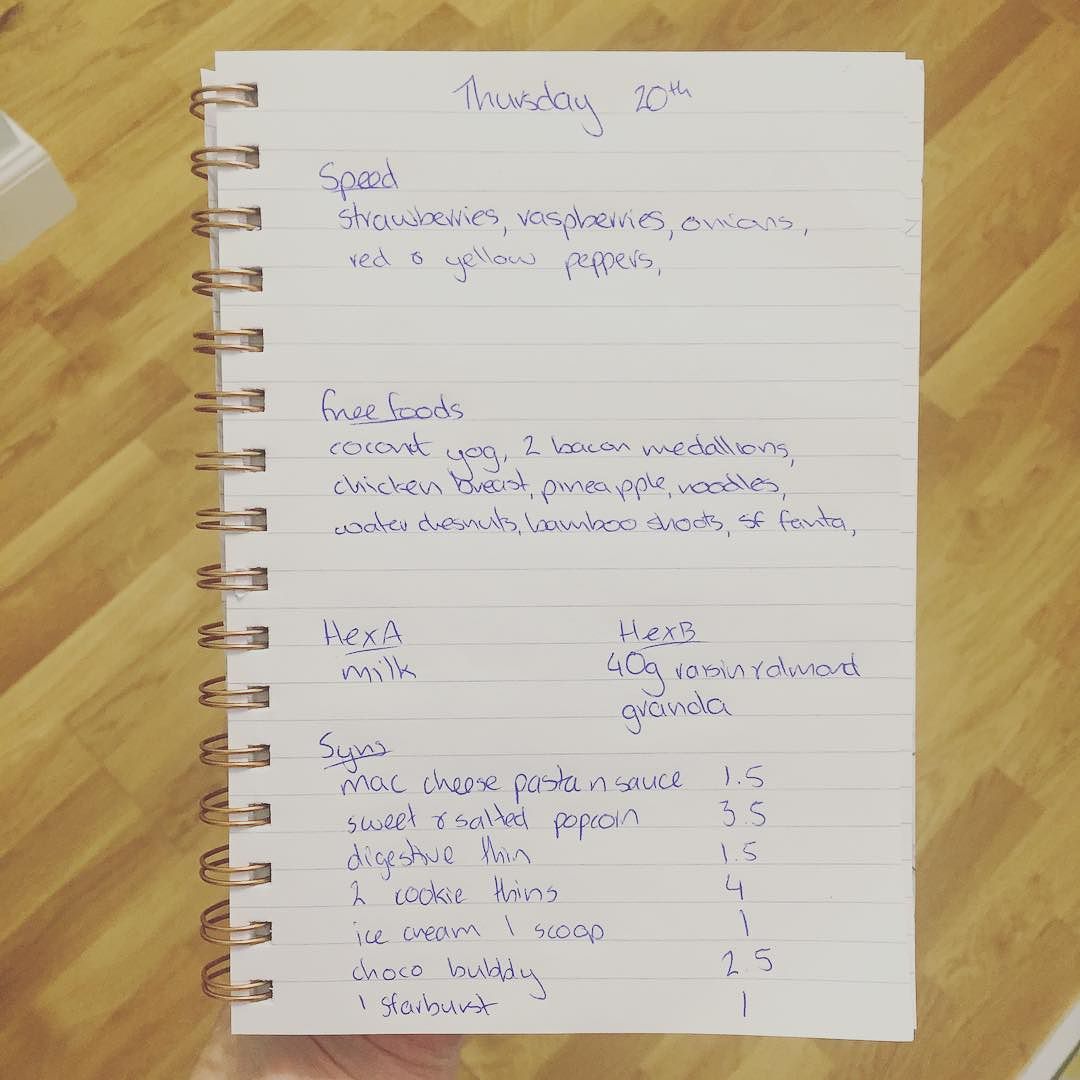 Thursday 20th
Speed
strawberries, raspberries, onions,
red & yellow peppers,
free foods
coconut yog, 2 bacon medallions,
chicken breast, pineapple, noodles,
water chesnuts, bamboo shoots, sf fanta,
HexA
milk
HexB
40g raisin & almond
granola
Syns
mac cheese pasta n sauce 1.5
sweet & salted popcorn 3.5
digestive thin 1.5
2 cookie thins 4
ice cream 1 scoop 1
choco bubbly 2.5
1 starburst 1